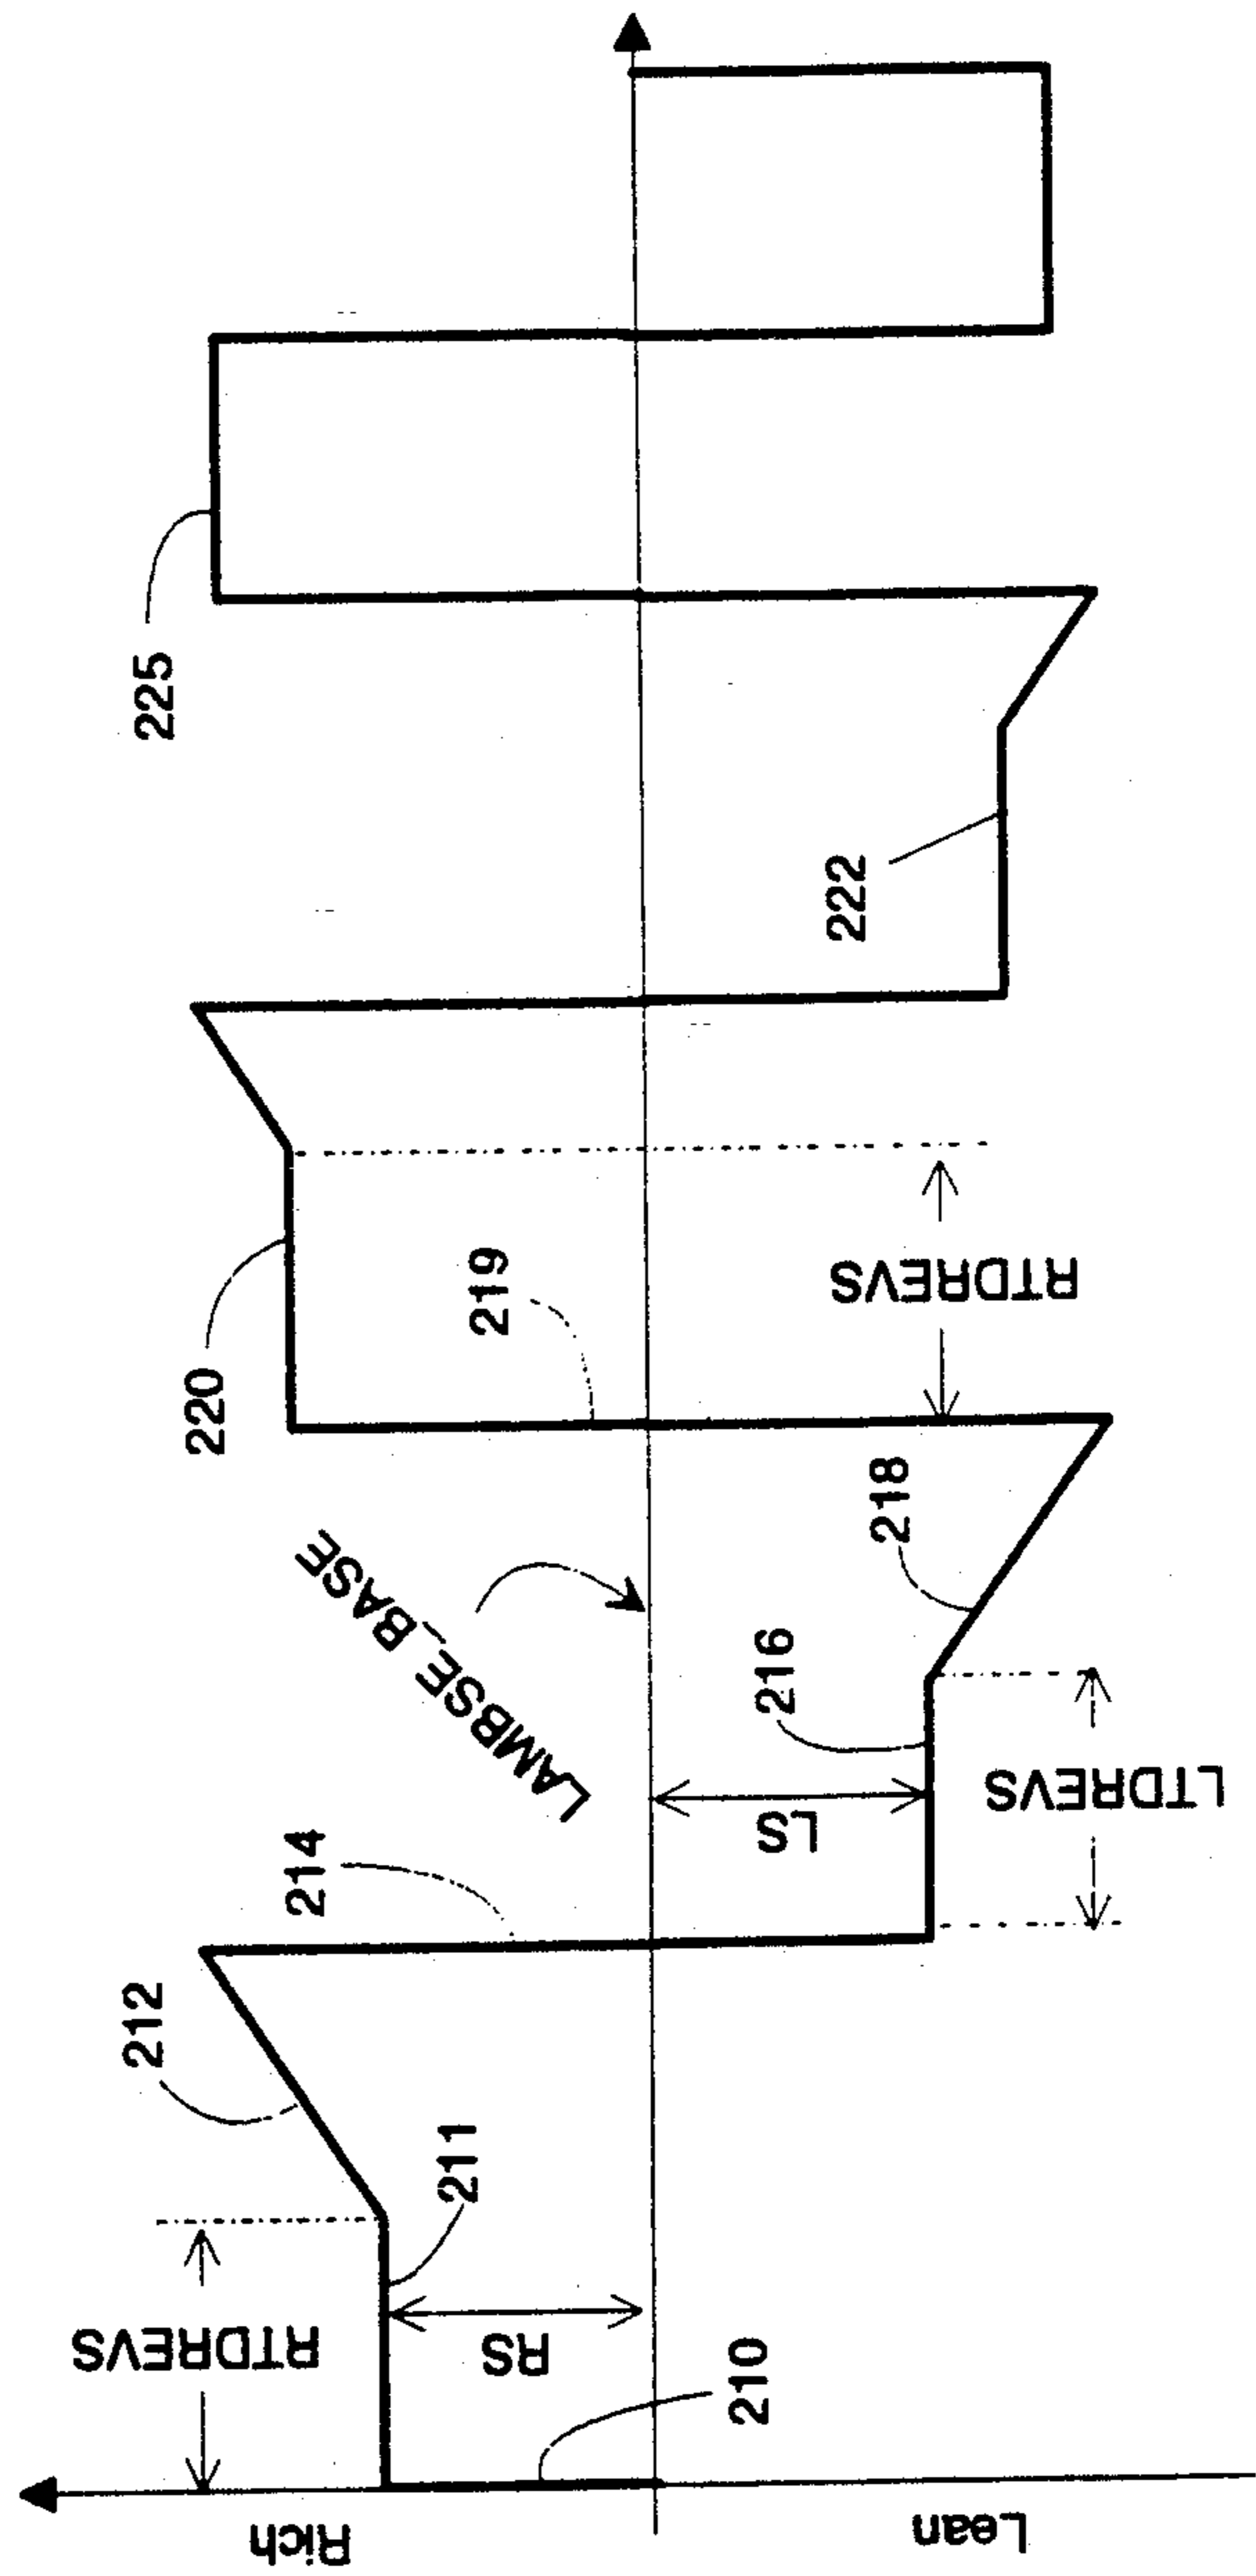 Rich
Lean
RTDREVS
RS
210
211
212
214
LAMBSE_BASE
LS
216
LTDREVS
218
219
220
RTDREVS
222
225